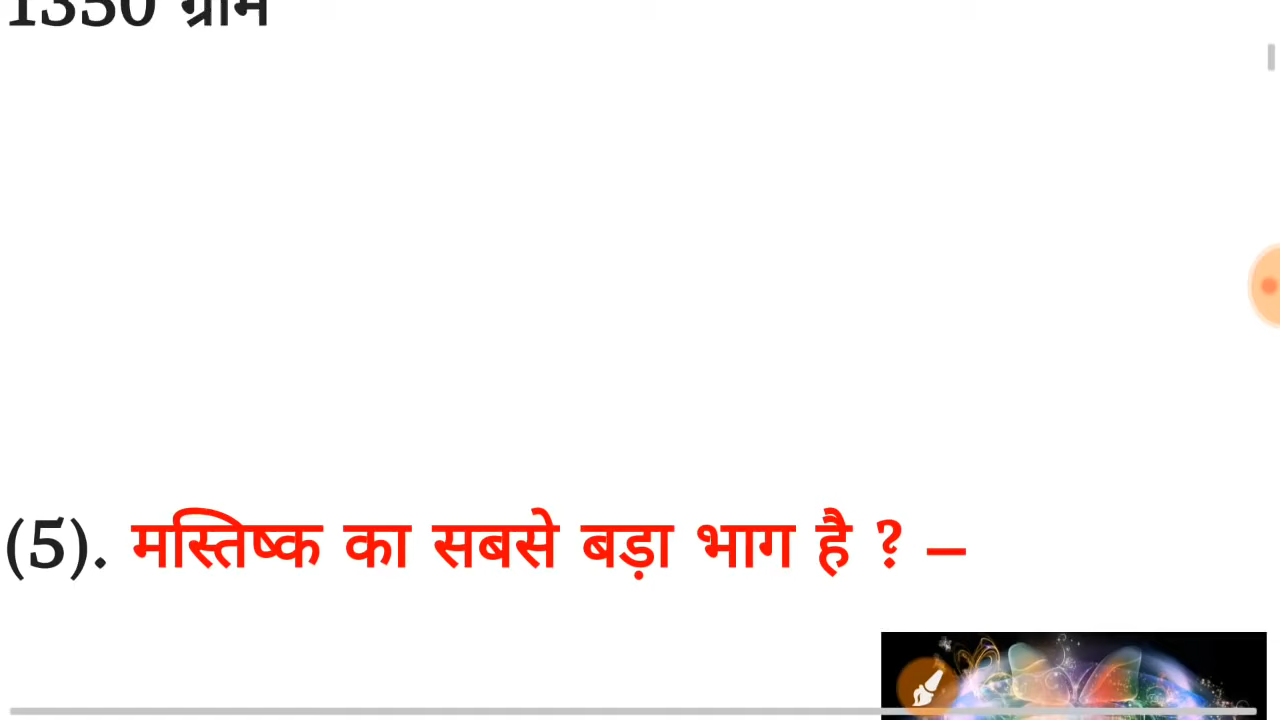 1350 ग्राम
(5). मस्तिष्क का सबसे बड़ा भाग है ? –